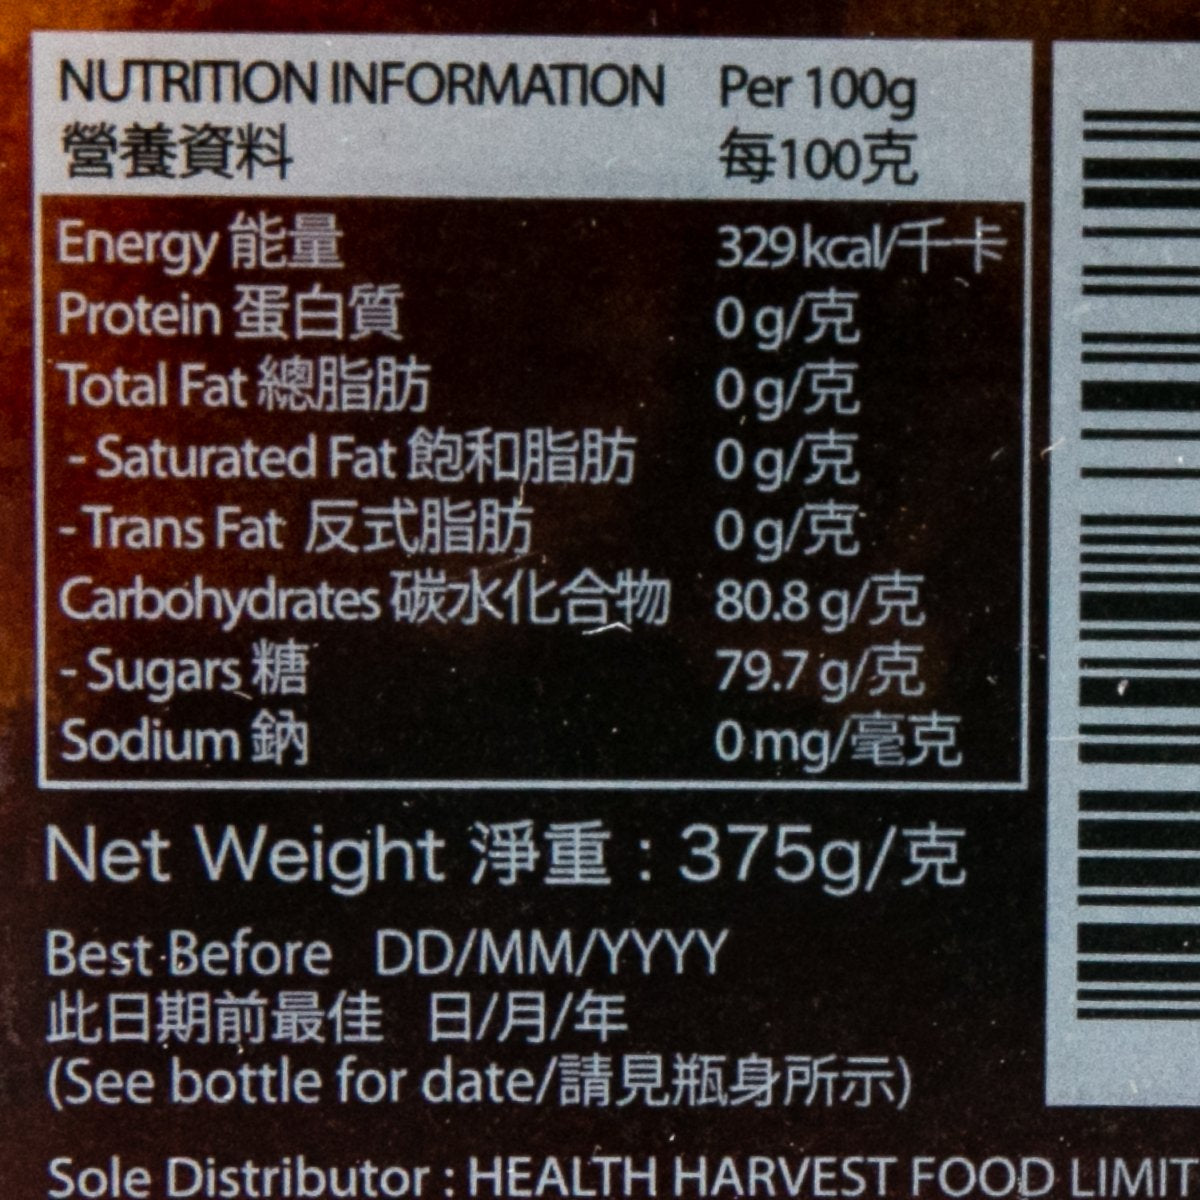 NUTRITION INFORMATION Per 100g
營養資料 每100克
Energy 能量 329 kcal/千卡
Protein 蛋白質 0 g/克
Total Fat 總脂肪 0 g/克
- Saturated Fat 飽和脂肪 0 g/克
- Trans Fat 反式脂肪 0 g/克
Carbohydrates 碳水化合物 80.8 g/克
- Sugars 糖 79.7 g/克
Sodium 鈉 0 mg/毫克
Net Weight 淨重 : 375g/克
Best Before DD/MM/YYYY
此日期前最佳 日/月/年
(See bottle for date/請見瓶身所示)
Sole Distributor : HEALTH HARVEST FOOD LIMIT